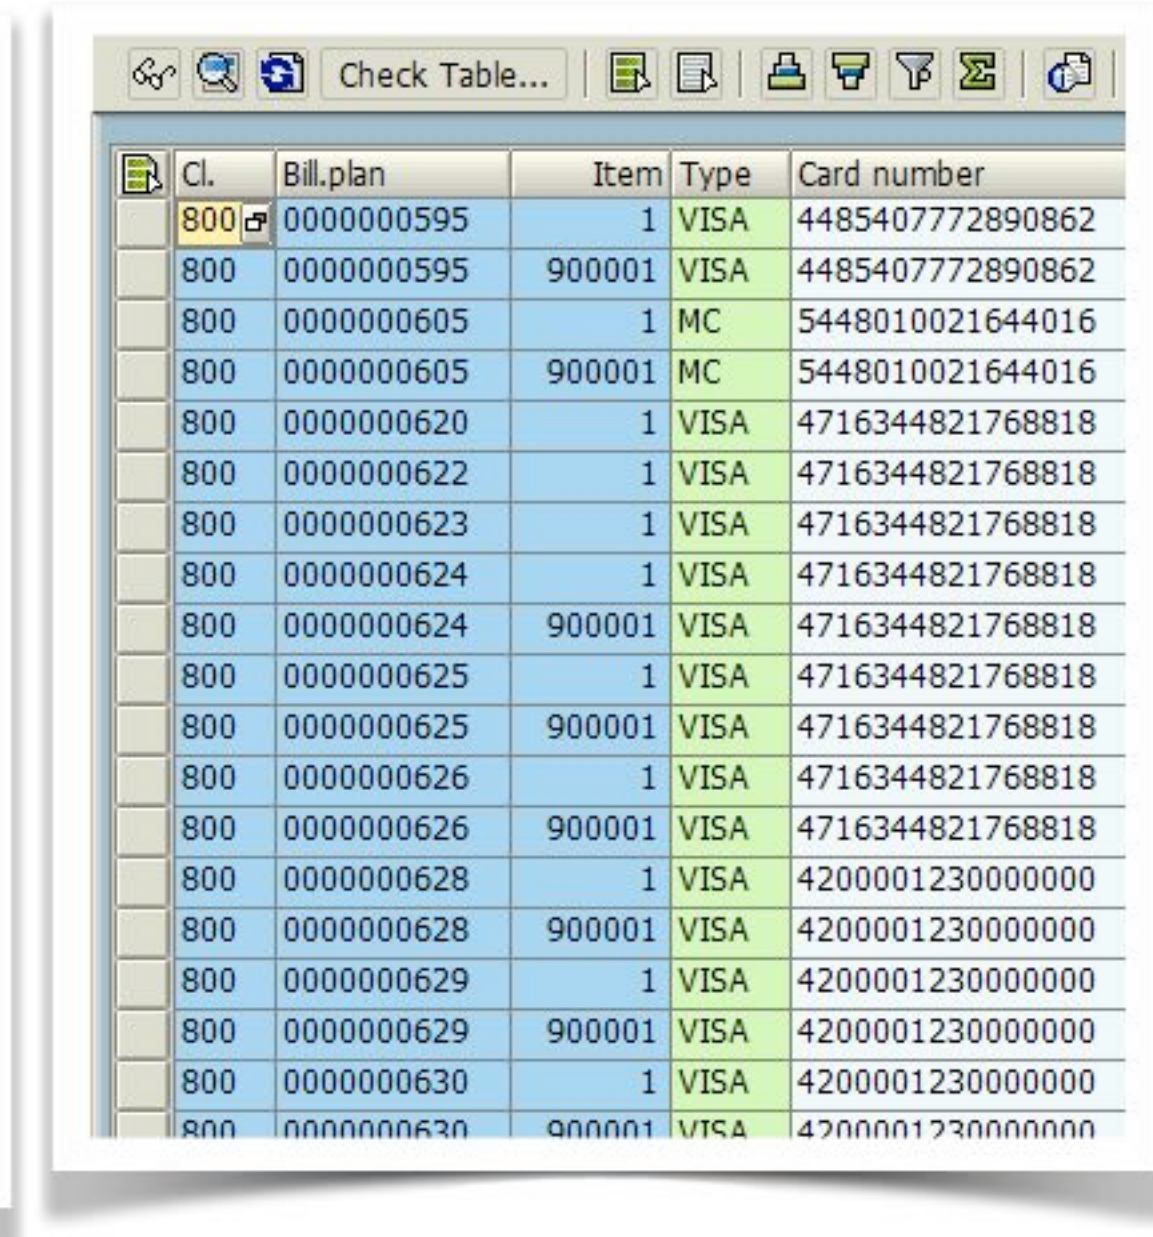 Check Table...
Cl. Bill.plan Item Type Card number
800 0000000595 1 VISA 4485407772890862
800 0000000595 900001 VISA 4485407772890862
800 0000000605 1 MC 5448010021644016
800 0000000605 900001 MC 5448010021644016
800 0000000620 1 VISA 4716344821768818
800 0000000622 1 VISA 4716344821768818
800 0000000623 1 VISA 4716344821768818
800 0000000624 1 VISA 4716344821768818
800 0000000624 900001 VISA 4716344821768818
800 0000000625 1 VISA 4716344821768818
800 0000000625 900001 VISA 4716344821768818
800 0000000626 1 VISA 4716344821768818
800 0000000626 900001 VISA 4716344821768818
800 0000000628 1 VISA 4200001230000000
800 0000000628 900001 VISA 4200001230000000
800 0000000629 1 VISA 4200001230000000
800 0000000629 900001 VISA 4200001230000000
800 0000000630 1 VISA 4200001230000000
800 0000000630 900001 VISA 4200001230000000